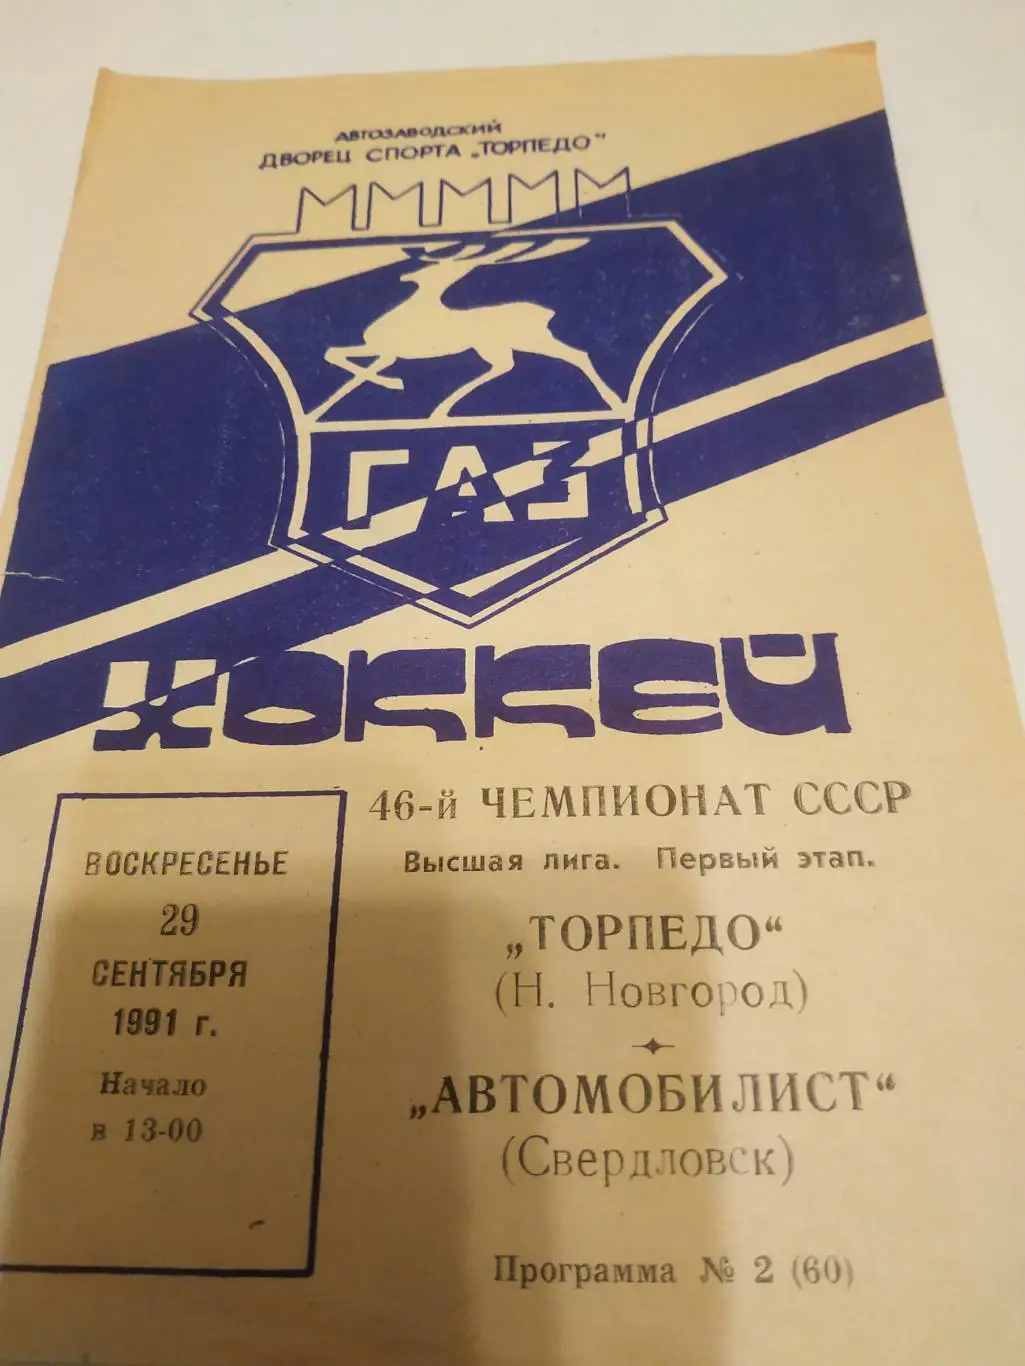 АВТОЗАВОДСКИЙ
ДВОРЕЦ СПОРТА „ТОРПЕДО"
ГАЗ
ХОККЕЙ
46-й ЧЕМПИОНАТ СССР
Высшая лига. Первый этап.
ВОСКРЕСЕНЬЕ
29
СЕНТЯБРЯ
1991 г.
Начало
в 13-00
„ТОРПЕДО“
(Н. Новгород)
„АВТОМОБИЛИСТ“
(Свердловск)
Программа № 2 (60)